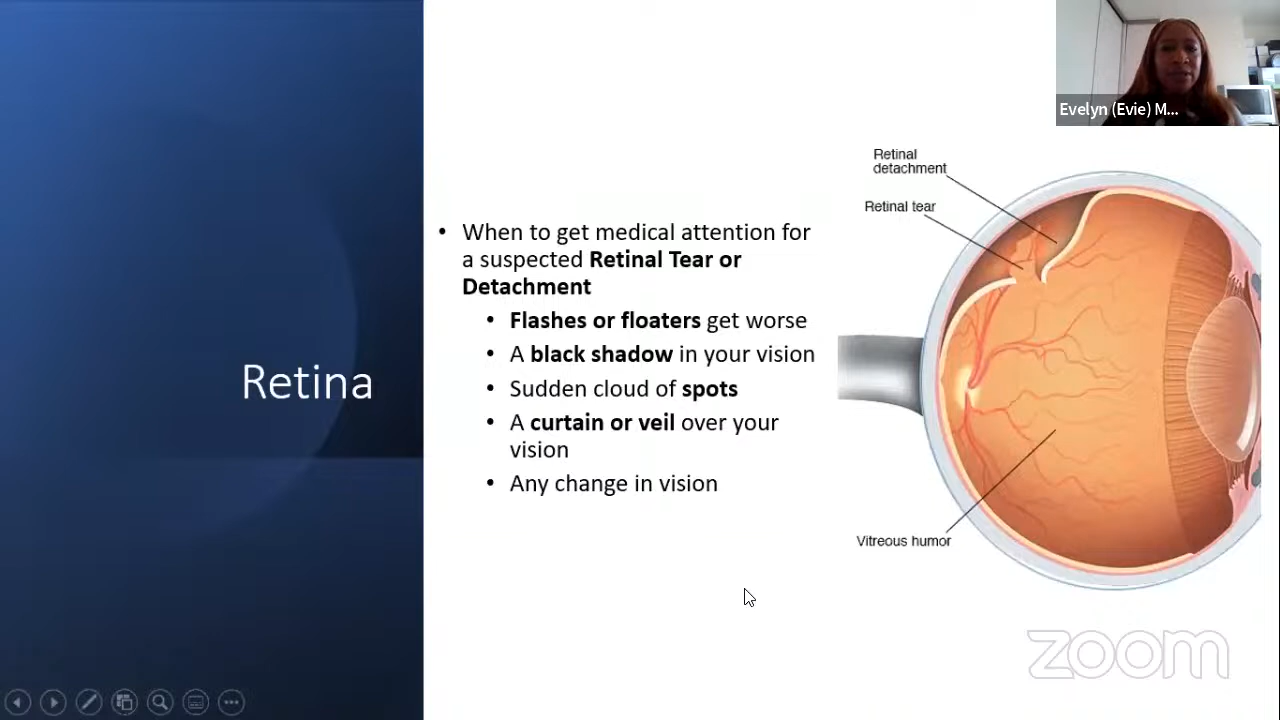 Evelyn (Evie) M...
Retina
• When to get medical attention for
a suspected Retinal Tear or
Detachment
• Flashes or floaters get worse
• A black shadow in your vision
• Sudden cloud of spots
• A curtain or veil over your
vision
• Any change in vision
Retinal
detachment
Retinal tear
Vitreous humor
zoom